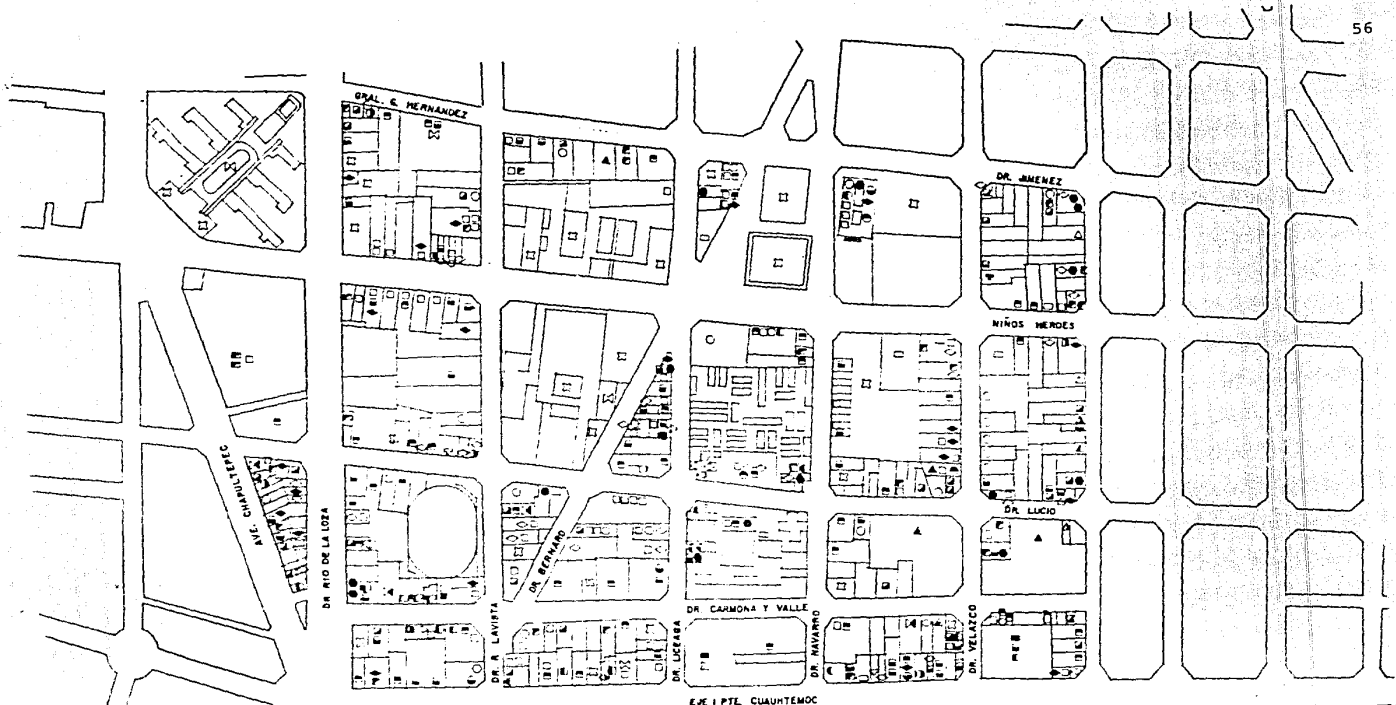 56
GRAL. G. HERNANDEZ
DR. JIMENEZ
NIÑOS HEROES
AVE. CHAPULTEPEC
DR. RIO DE LA LOZA
DR. LUCIO
DR. BERNARD
DR. CARMONA Y VALLE
DR. R. LAVISTA
DR. LICEAGA
DR. NAVARRO
DR. VELAZCO
EJE 1 PTE. CUAUHTEMOC